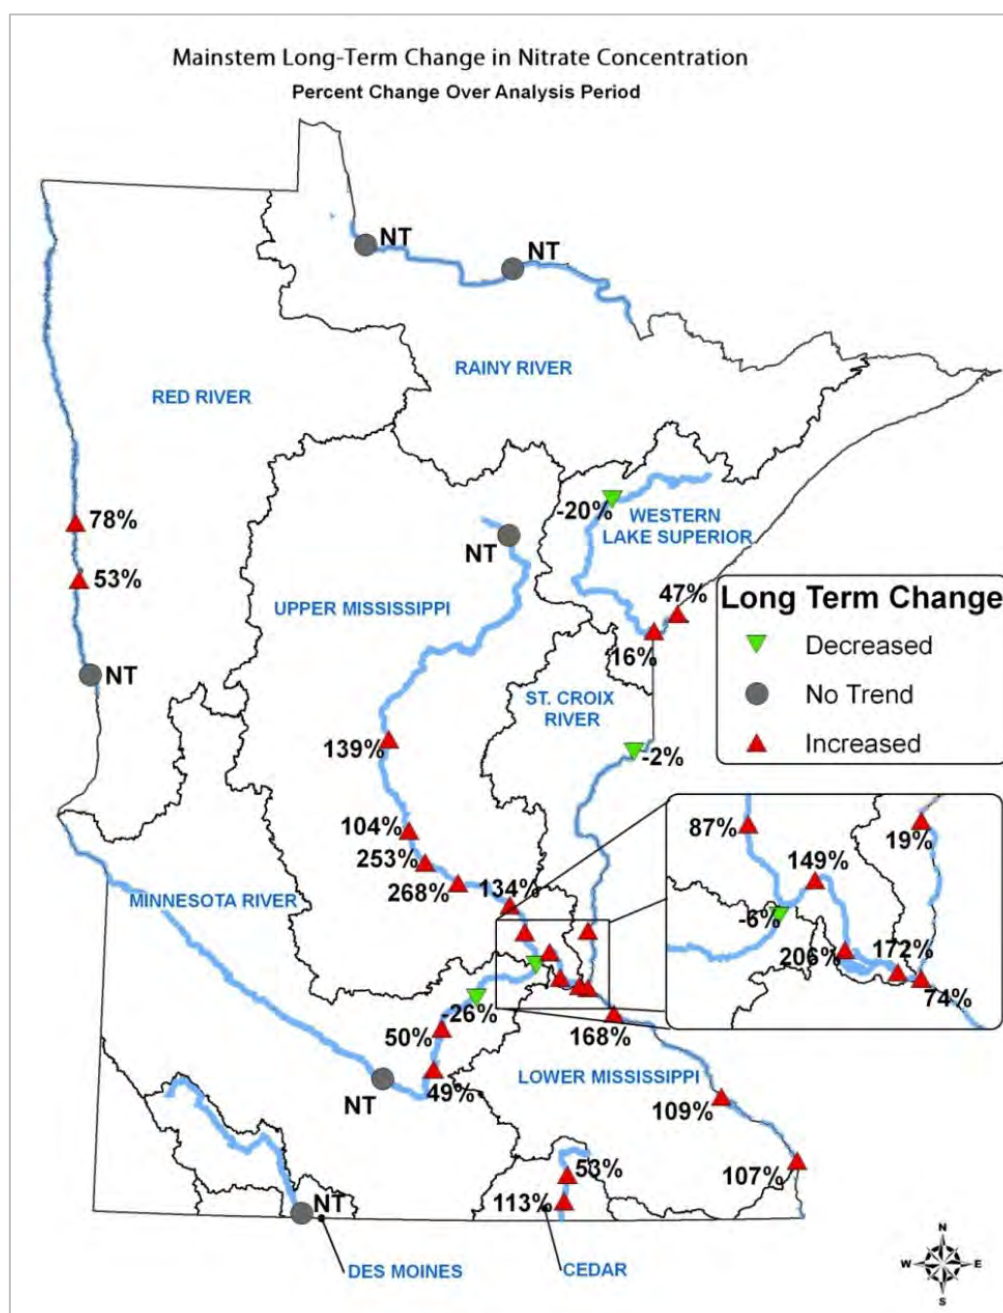 Mainstem Long-Term Change in Nitrate Concentration
Percent Change Over Analysis Period
NT
NT
RAINY RIVER
RED RIVER
78%
53%
NT
NT
UPPER MISSISSIPPI
-20%
WESTERN
LAKE SUPERIOR
47%
16%
ST. CROIX
RIVER
-2%
Long Term Change
Decreased
No Trend
Increased
139%
104%
253%
268%
134%
MINNESOTA RIVER
87%
149%
19%
-6%
206%
172%
74%
-26%
50%
49%
NT
168%
LOWER MISSISSIPPI
109%
107%
53%
113%
NT
DES MOINES
CEDAR
N
W
E
S